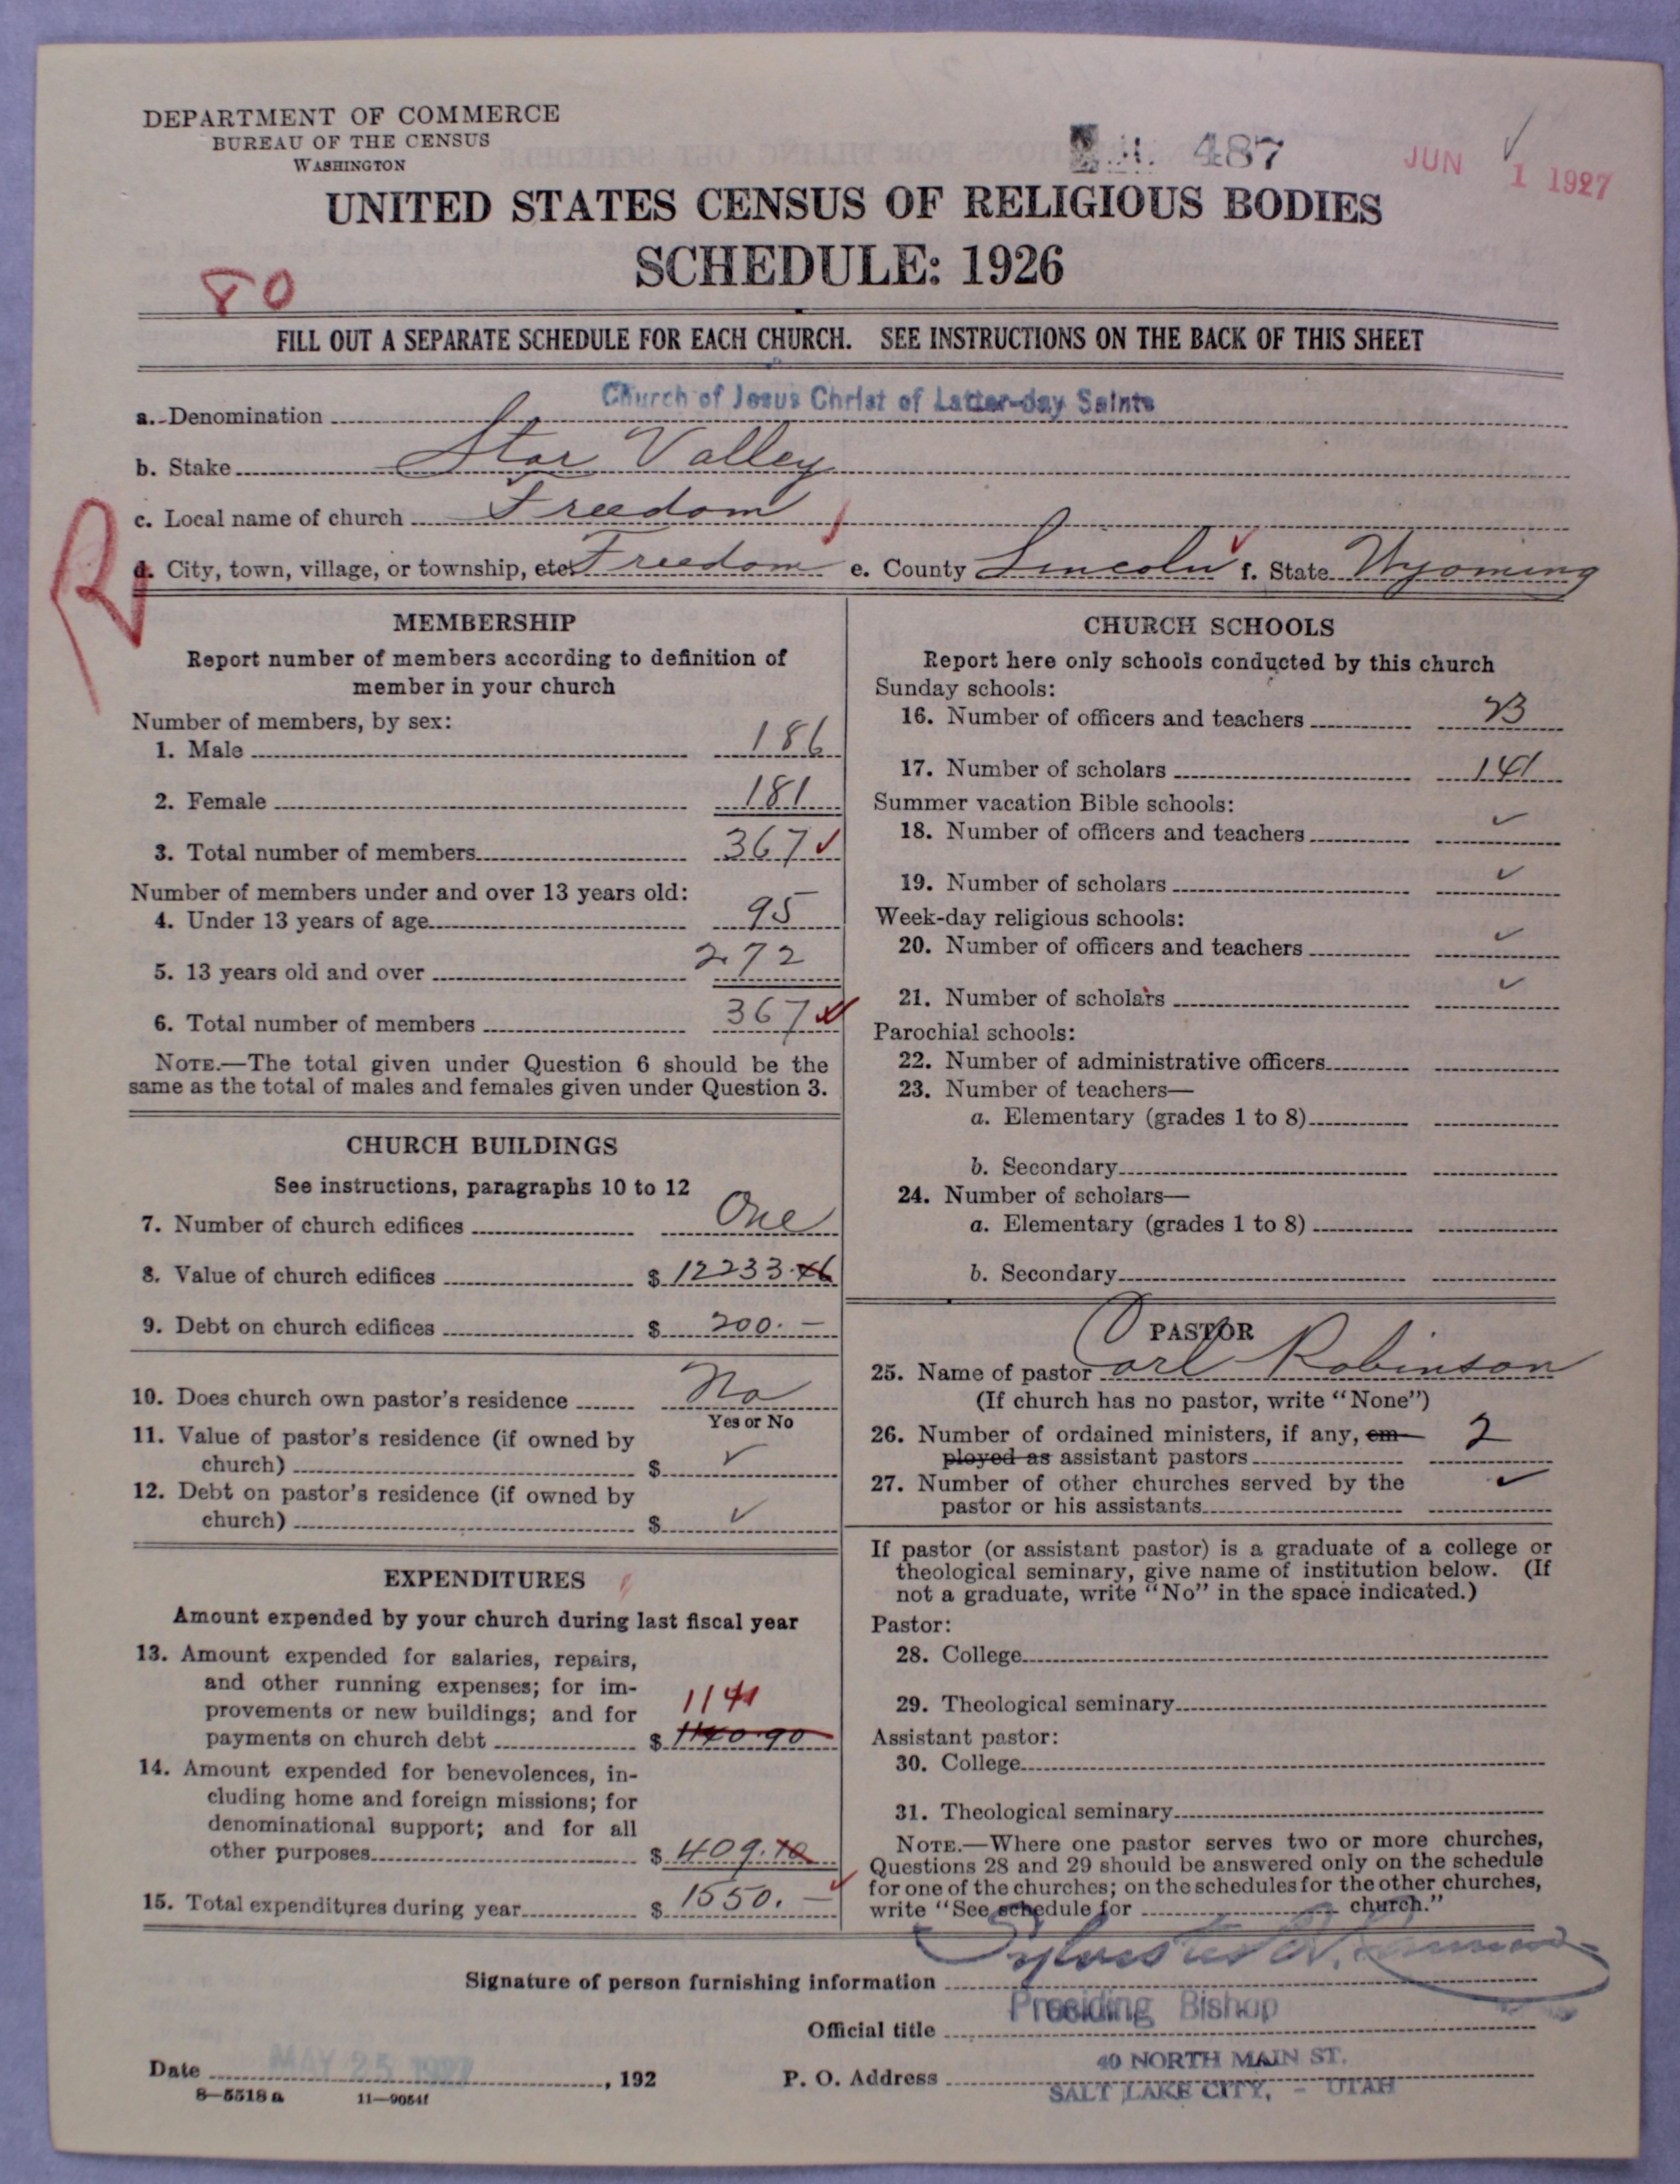 DEPARTMENT OF COMMERCE
BUREAU OF THE CENSUS
WASHINGTON
487
JUN 1 1927
UNITED STATES CENSUS OF RELIGIOUS BODIES
SCHEDULE: 1926
80
FILL OUT A SEPARATE SCHEDULE FOR EACH CHURCH. SEE INSTRUCTIONS ON THE BACK OF THIS SHEET
a. Denomination Church of Jesus Christ of Latter-day Saints
b. Stake Star Valley
c. Local name of church Freedom
R
d. City, town, village, or township, etc. Freedom e. County Lincoln f. State Wyoming
MEMBERSHIP
Report number of members according to definition of
member in your church
Number of members, by sex:
1. Male 186
2. Female 181
3. Total number of members 367 ✓
Number of members under and over 13 years old:
4. Under 13 years of age 95
5. 13 years old and over 272
6. Total number of members 367 ✓
NOTE.—The total given under Question 6 should be the
same as the total of males and females given under Question 3.
CHURCH BUILDINGS
See instructions, paragraphs 10 to 12
7. Number of church edifices One
8. Value of church edifices $ 12233.
9. Debt on church edifices $ 200. —
10. Does church own pastor's residence No
Yes or No
11. Value of pastor's residence (if owned by
church) $ ✓
12. Debt on pastor's residence (if owned by
church) $ ✓
EXPENDITURES
Amount expended by your church during last fiscal year
13. Amount expended for salaries, repairs,
and other running expenses; for im-
provements or new buildings; and for 1141
payments on church debt $ 1140.90
14. Amount expended for benevolences, in-
cluding home and foreign missions; for
denominational support; and for all
other purposes $ 409.10
15. Total expenditures during year $ 1550. — ✓
CHURCH SCHOOLS
Report here only schools conducted by this church
Sunday schools:
16. Number of officers and teachers 23
17. Number of scholars 141
Summer vacation Bible schools:
18. Number of officers and teachers ✓
19. Number of scholars ✓
Week-day religious schools:
20. Number of officers and teachers ✓
21. Number of scholars ✓
Parochial schools:
22. Number of administrative officers
23. Number of teachers—
a. Elementary (grades 1 to 8)
b. Secondary
24. Number of scholars—
a. Elementary (grades 1 to 8)
b. Secondary
PASTOR
25. Name of pastor Carl Robinson
(If church has no pastor, write "None")
26. Number of ordained ministers, if any, em-
ployed as assistant pastors 2
27. Number of other churches served by the
pastor or his assistants ✓
If pastor (or assistant pastor) is a graduate of a college or
theological seminary, give name of institution below. (If
not a graduate, write "No" in the space indicated.)
Pastor:
28. College
29. Theological seminary
Assistant pastor:
30. College
31. Theological seminary
NOTE.—Where one pastor serves two or more churches,
Questions 28 and 29 should be answered only on the schedule
for one of the churches; on the schedules for the other churches,
write "See schedule for church."
Signature of person furnishing information Sylvester Q. Cannon
Official title Presiding Bishop
Date MAY 25 1927, 192
P. O. Address 40 NORTH MAIN ST.
SALT LAKE CITY, - UTAH
8—5518 a 11—9054f